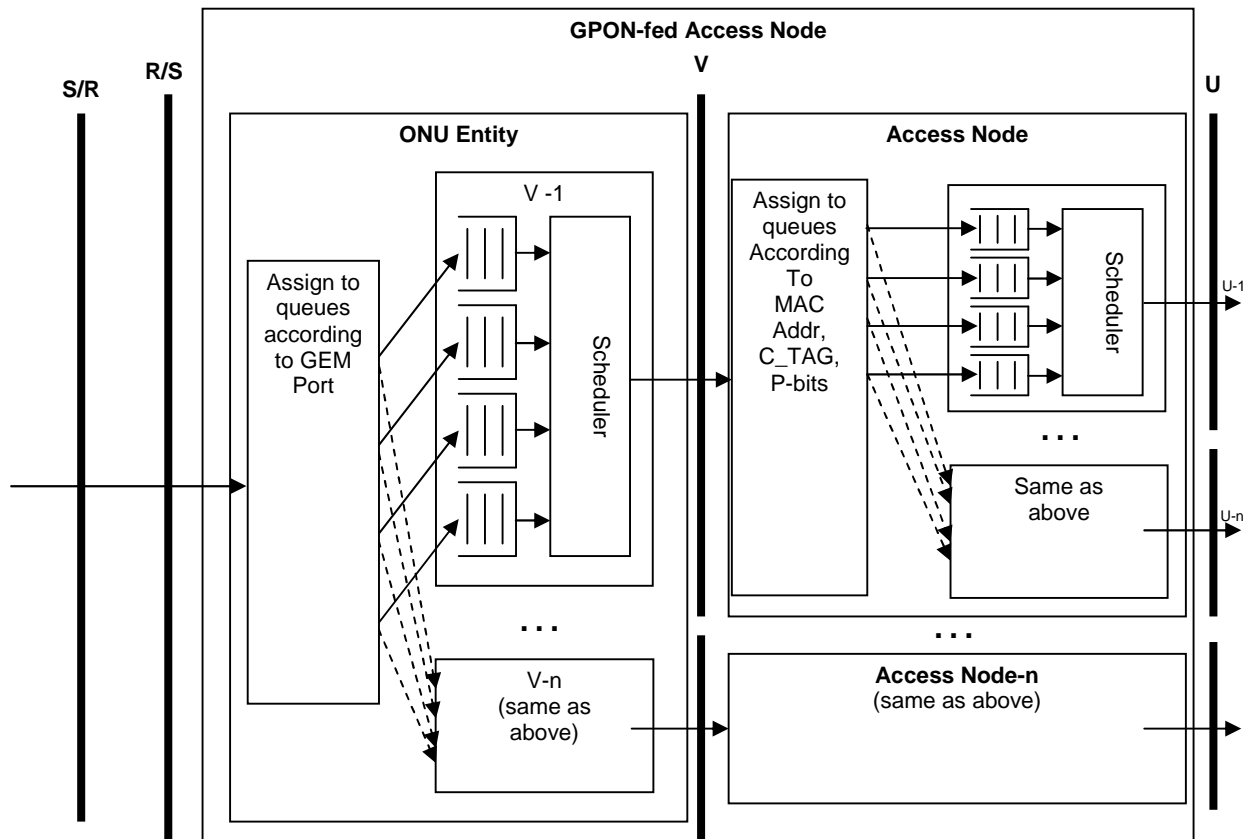 GPON-fed Access Node
S/R
R/S
V
U
ONU Entity
Access Node
V -1
Assign to
queues
according
to GEM
Port
Scheduler
Assign to
queues
According
To
MAC
Addr,
C_TAG,
P-bits
Scheduler
U-1
. . .
Same as
above
U-n
. . .
V-n
(same as
above)
. . .
Access Node-n
(same as above)